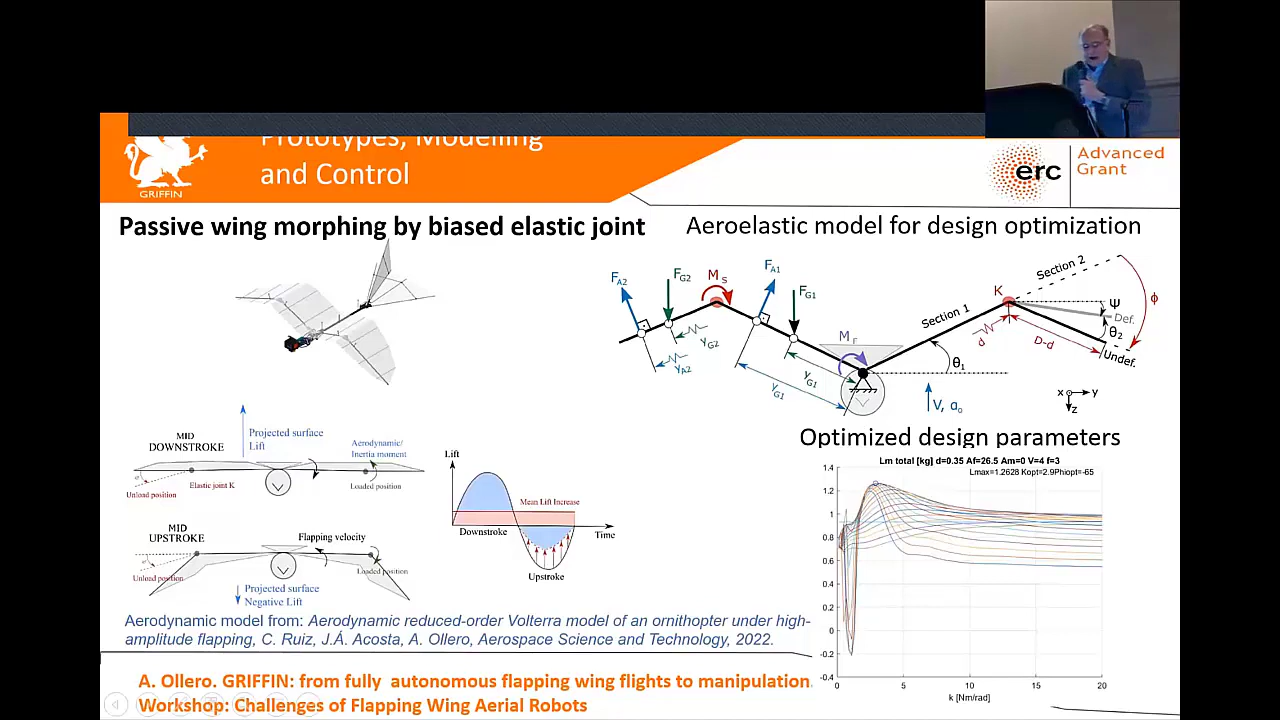 Prototypes, Modelling
and Control
GRIFFIN
erc
Advanced
Grant
Passive wing morphing by biased elastic joint
Aeroelastic model for design optimization
FA2
FG2
MS
FA1
FG1
yG2
yA2
MF
yG1
yG1
Section 1
Section 2
K
d
D-d
Ψ
Def.
θ2
Undef.
ϕ
θ1
V, αo
x
y
z
MID
DOWNSTROKE
Projected surface
Lift
Aerodynamic/
Inertia moment
Unload position
Elastic joint K
Loaded position
MID
UPSTROKE
Flapping velocity
Unload position
Loaded position
Projected surface
Negative Lift
Lift
Mean Lift Increase
Downstroke
Time
Upstroke
Optimized design parameters
Lm total [kg] d=0.35 Af=26.5 Am=0 V=4 f=3
Lmax=1.2628 Kopt=2.9Phiopt=-65
1.4
1.2
1
0.8
0.6
0.4
0.2
0
-0.2
-0.4
0 5 10 15 20
k [Nm/rad]
Aerodynamic model from: Aerodynamic reduced-order Volterra model of an ornithopter under high-
amplitude flapping, C. Ruiz, J.Á. Acosta, A. Ollero, Aerospace Science and Technology, 2022.
A. Ollero. GRIFFIN: from fully autonomous flapping wing flights to manipulation
Workshop: Challenges of Flapping Wing Aerial Robots